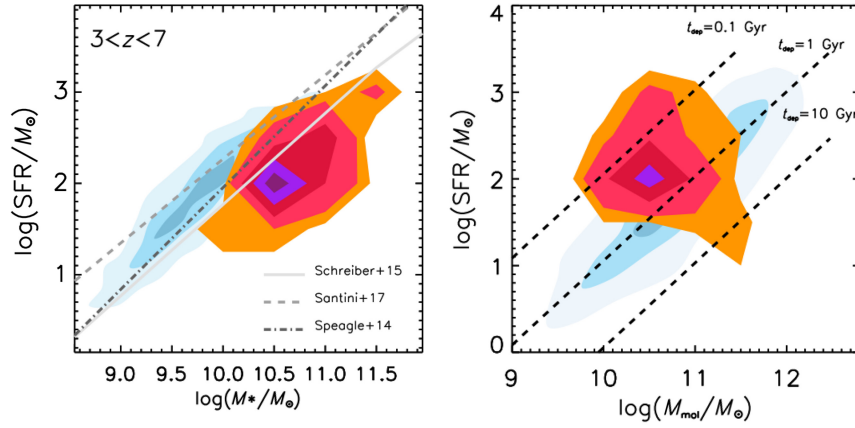 3<z<7
log(SFR/M⊙)
3
2
1
Schreiber+15
Santini+17
Speagle+14
9.0 9.5 10.0 10.5 11.0 11.5
log(M*/M⊙)
4
3
2
1
0
log(SFR/M⊙)
t_dep=0.1 Gyr
t_dep=1 Gyr
t_dep=10 Gyr
9 10 11 12
log(M_mol/M⊙)